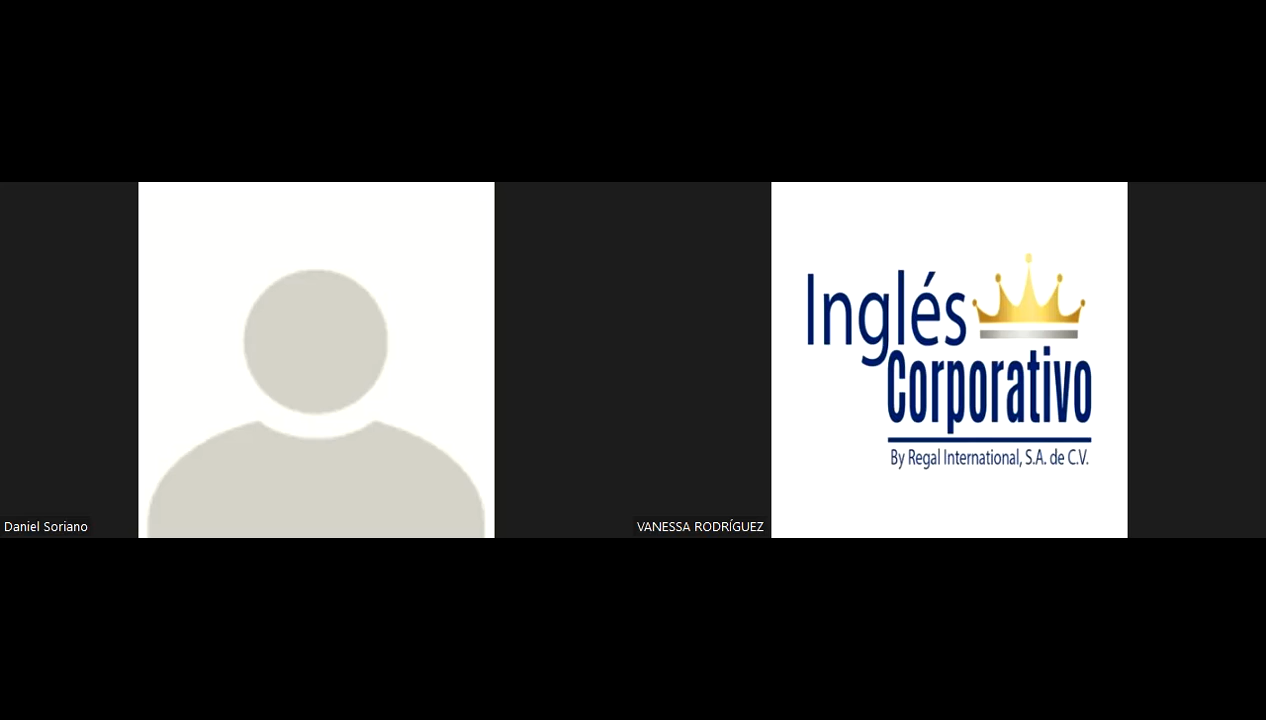 Inglés
Corporativo
By Regal International, S.A. de C.V.
Daniel Soriano
VANESSA RODRÍGUEZ